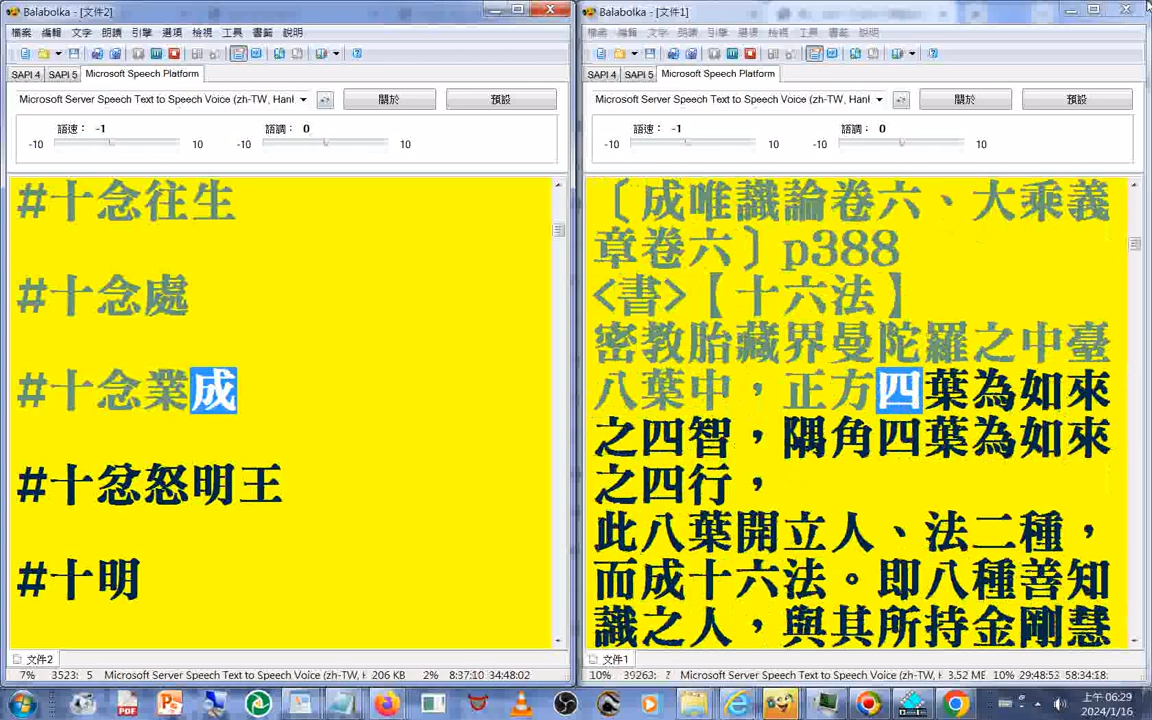 Balabolka - [文件2]
檔案 編輯 文字 朗讀 引擎 選項 檢視 工具 書籤 說明
SAPI 4 SAPI 5 Microsoft Speech Platform
Microsoft Server Speech Text to Speech Voice (zh-TW, Hanl
關於 預設
語速： -1 語調： 0
-10 10 -10 10
#十念往生
#十念處
#十念業成
#十忿怒明王
#十明
文件2
7% 3523: 5 Microsoft Server Speech Text to Speech Voice (zh-TW, H 206 KB 2% 8:37:10 34:48:02
Balabolka - [文件1]
檔案 編輯 文字 朗讀 引擎 選項 檢視 工具 書籤 說明
SAPI 4 SAPI 5 Microsoft Speech Platform
Microsoft Server Speech Text to Speech Voice (zh-TW, Hanl
關於 預設
語速： -1 語調： 0
-10 10 -10 10
〔成唯識論卷六、大乘義
章卷六〕p388
<書>【十六法】
密教胎藏界曼陀羅之中臺
八葉中，正方四葉為如來
之四智，隅角四葉為如來
之四行，
此八葉開立人、法二種，
而成十六法。即八種善知
識之人，與其所持金剛慧
文件1
10% 39263: ? Microsoft Server Speech Text to Speech Voice (zh-TW, H 3.52 ME 10% 29:48:53 58:34:18
上午 06:29
2024/1/16